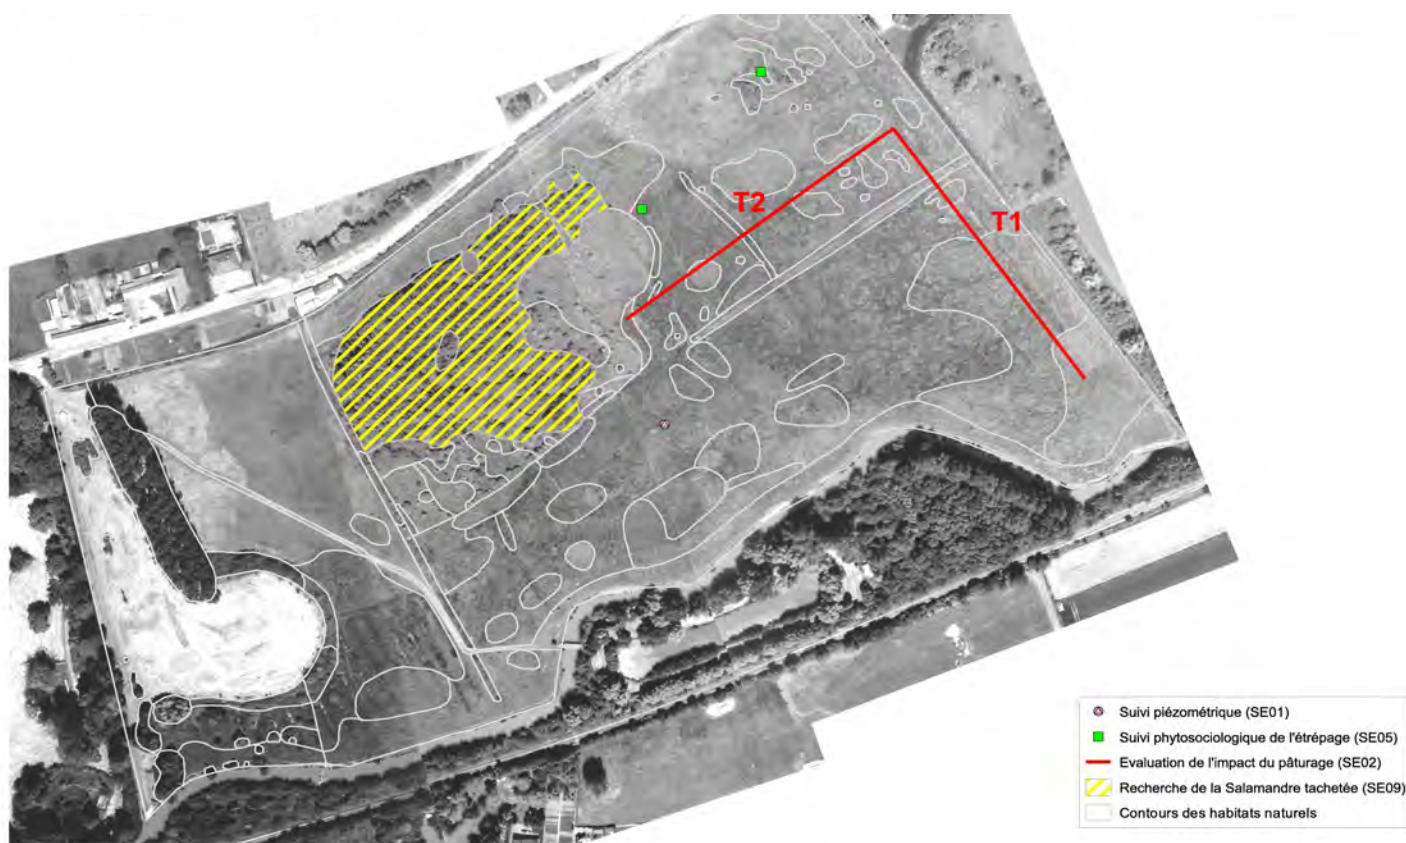 T2
T1
Suivi piézométrique (SE01)
Suivi phytosociologique de l'étrépage (SE05)
Evaluation de l'impact du pâturage (SE02)
Recherche de la Salamandre tachetée (SE09)
Contours des habitats naturels